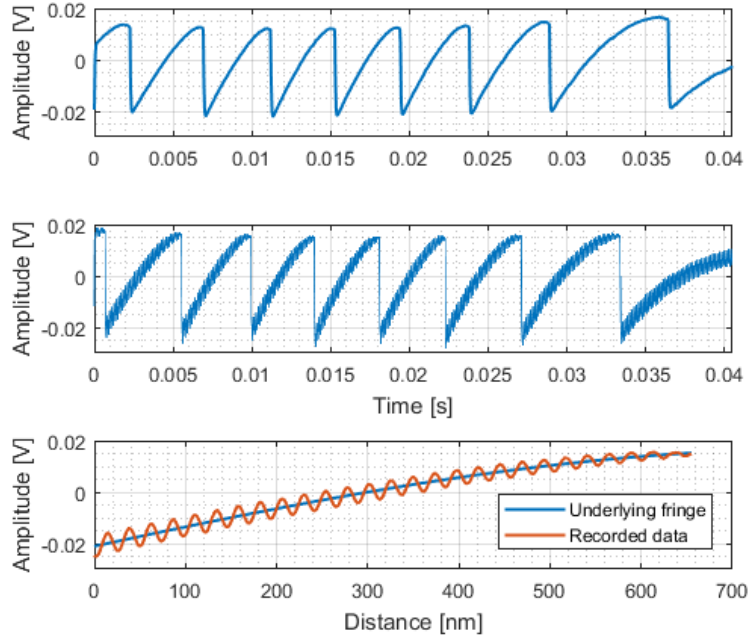 Amplitude [V]
0.02
0
-0.02
0 0.005 0.01 0.015 0.02 0.025 0.03 0.035 0.04
Amplitude [V]
0.02
0
-0.02
0 0.005 0.01 0.015 0.02 0.025 0.03 0.035 0.04
Time [s]
Amplitude [V]
0.02
0
-0.02
Underlying fringe
Recorded data
0 100 200 300 400 500 600 700
Distance [nm]